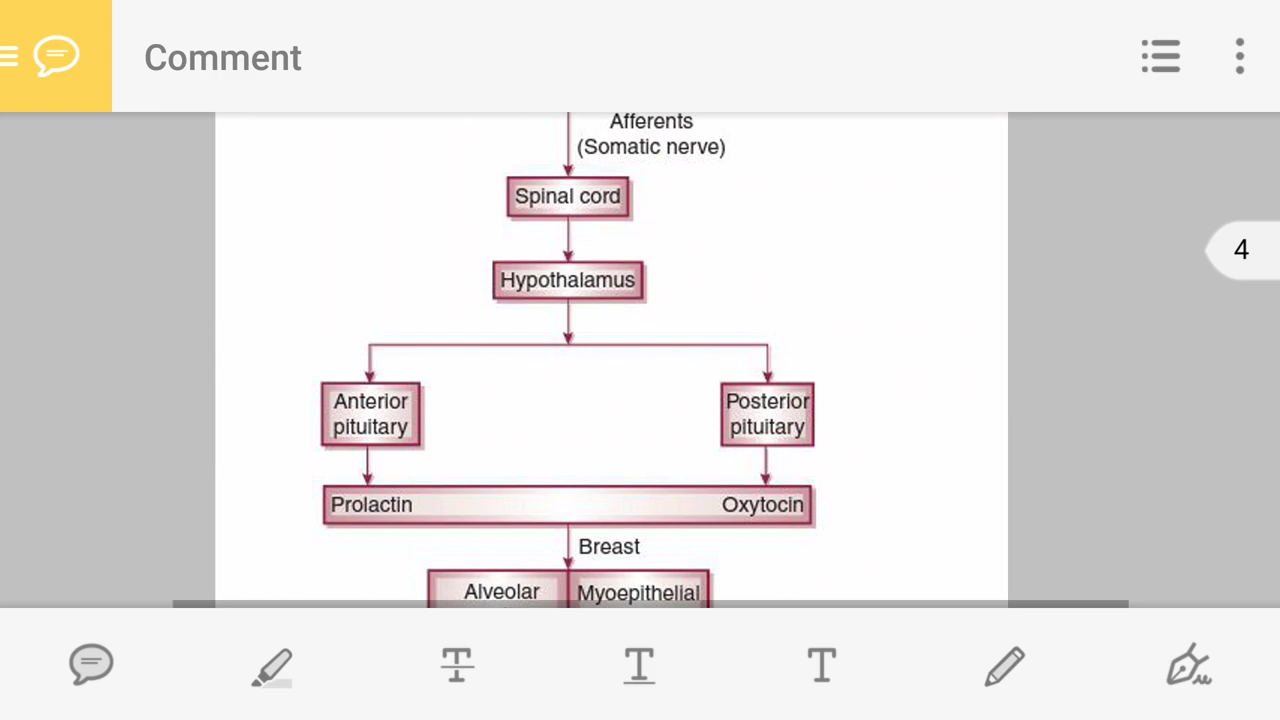 Comment
Afferents
(Somatic nerve)
Spinal cord
4
Hypothalamus
Anterior
pituitary
Posterior
pituitary
Prolactin
Oxytocin
Breast
Alveolar
Myoepithelial
T
T
T